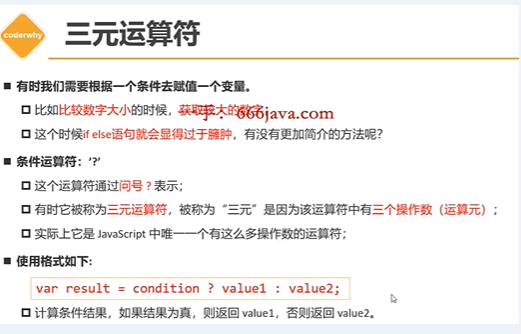 coderwhy
三元运算符
有时我们需要根据一个条件去赋值一个变量。
比如比较数字大小的时候，获取较大的数字
一手：666java.com
这个时候if else语句就会显得过于臃肿，有没有更加简介的方法呢？
条件运算符：’?’
这个运算符通过问号 ? 表示；
有时它被称为三元运算符，被称为“三元”是因为该运算符中有三个操作数（运算元）；
实际上它是 JavaScript 中唯一一个有这么多操作数的运算符；
使用格式如下:
var result = condition ? value1 : value2;
计算条件结果，如果结果为真，则返回 value1，否则返回 value2。